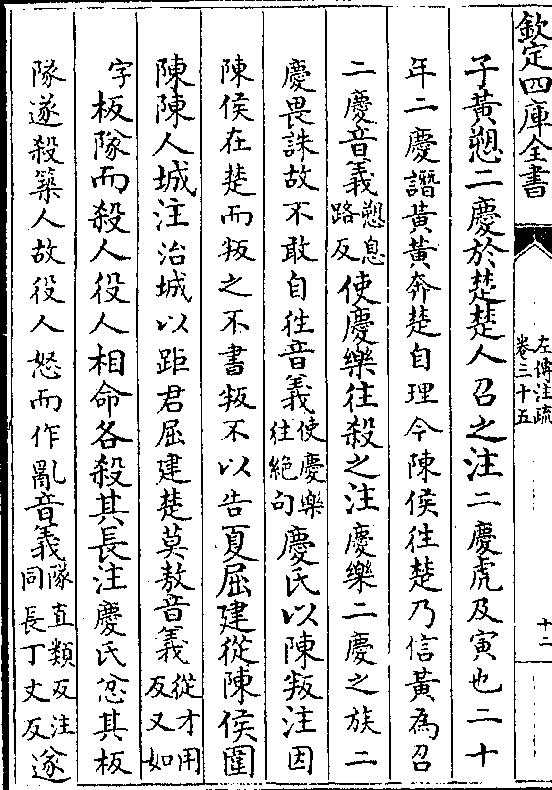 欽定四庫全書
左傳注疏
卷三十五
十二
子黃愬二慶於楚楚人召之注二慶虎及寅也二十
年二慶譖黃黃奔楚自理今陳侯往楚乃信黃為召
二慶音義愬息路反使慶樂往殺之注慶樂二慶之族二
慶畏誅故不敢自往音義使慶樂往絶句慶氏以陳叛注因
陳侯在楚而叛之不書叛不以告夏屈建從陳侯圍
陳陳人城注治城以距君屈建楚莫敖音義從才用反又如
字板隊而殺人役人相命各殺其長注慶氏忿其板
隊遂殺築人故役人怒而作亂音義隊直類反注同長丁丈反遂